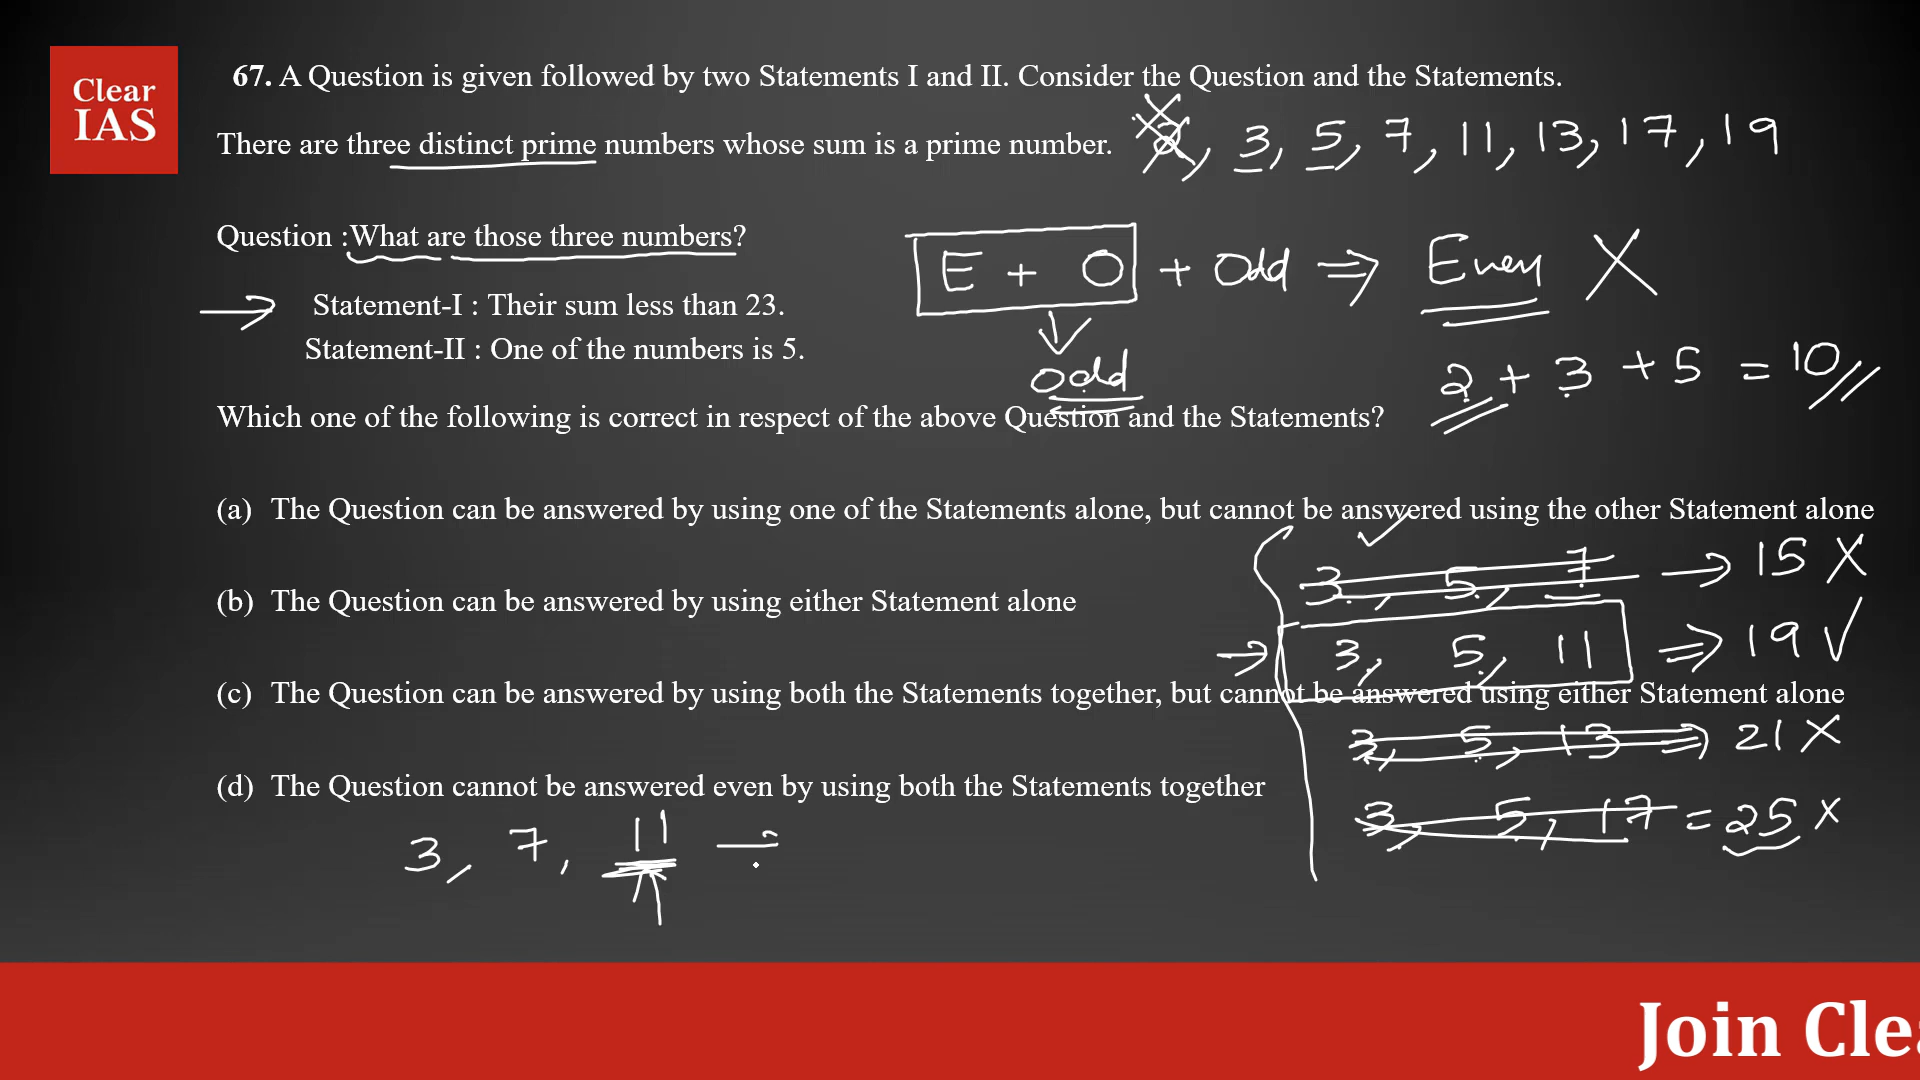 Clear
IAS
67. A Question is given followed by two Statements I and II. Consider the Question and the Statements.
There are three distinct prime numbers whose sum is a prime number.
2, 3, 5, 7, 11, 13, 17, 19
Question :What are those three numbers?
E + O + Odd ⇒ Even X
Statement-I : Their sum less than 23.
Statement-II : One of the numbers is 5.
odd
2 + 3 + 5 = 10
Which one of the following is correct in respect of the above Question and the Statements?
(a) The Question can be answered by using one of the Statements alone, but cannot be answered using the other Statement alone
3, 5, 7 → 15 X
(b) The Question can be answered by using either Statement alone
→ 3, 5, 11 ⇒ 19 ✓
(c) The Question can be answered by using both the Statements together, but cannot be answered using either Statement alone
3, 5, 13 ⇒ 21 X
(d) The Question cannot be answered even by using both the Statements together
3, 5, 17 = 25 X
3, 7, 11
Join Clea